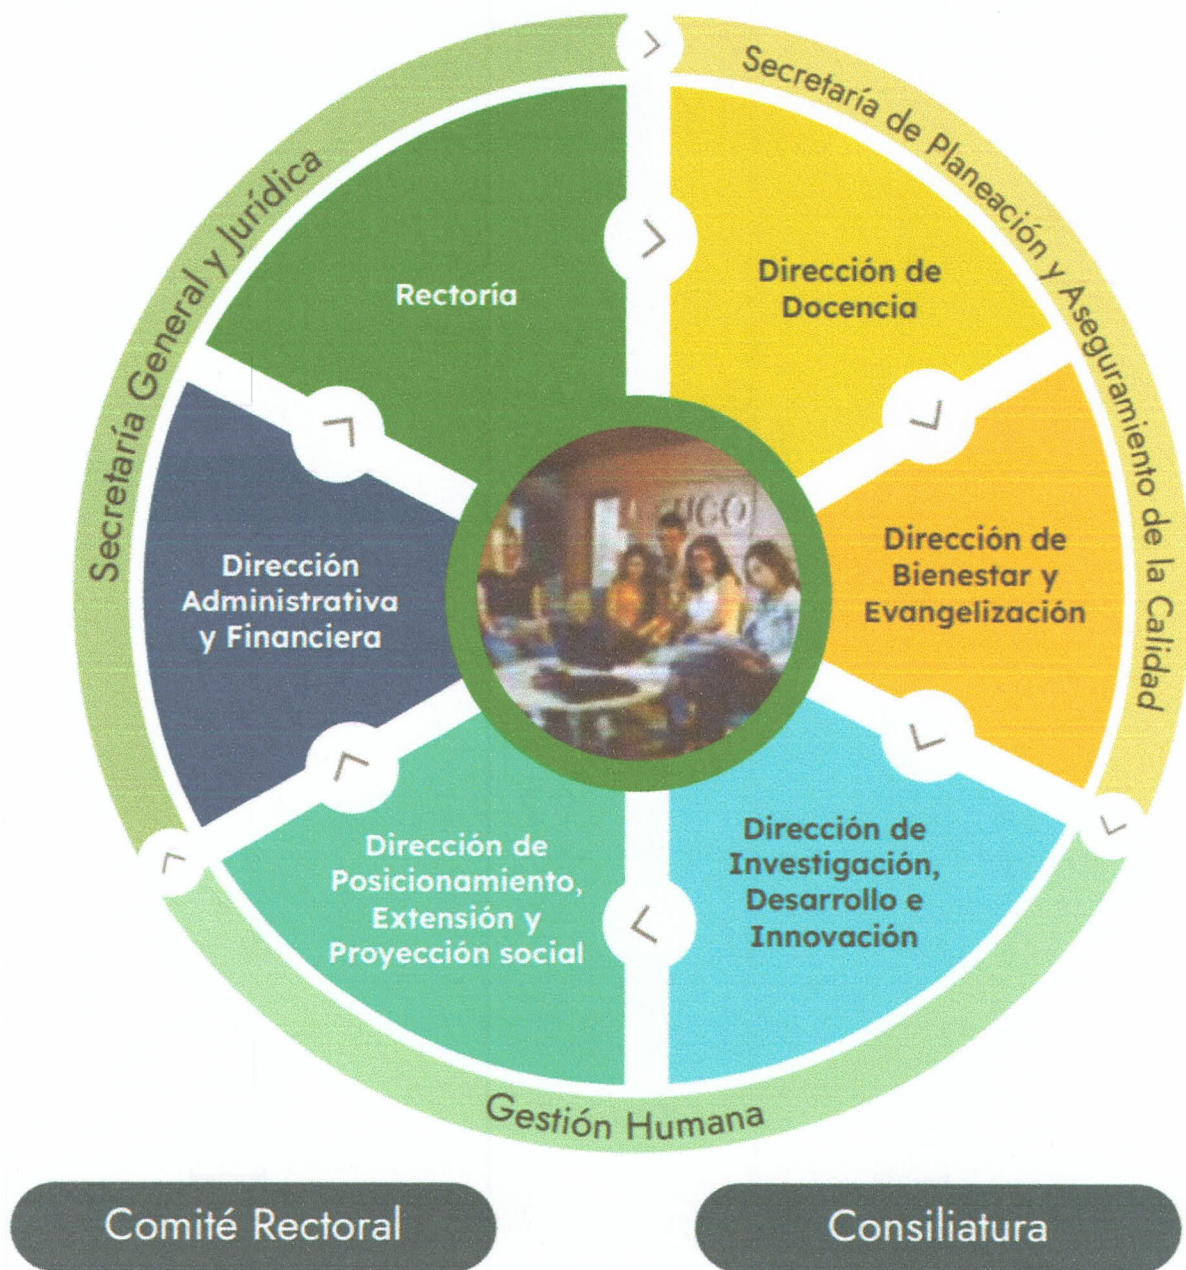 Secretaría General y Jurídica
Secretaría de Planeación y Aseguramiento de la Calidad
Rectoría
Dirección de
Docencia
Dirección de
Bienestar y
Evangelización
Dirección de
Investigación,
Desarrollo e
Innovación
Dirección de
Posicionamiento,
Extensión y
Proyección social
Dirección
Administrativa
y Financiera
UCO
Gestión Humana
Comité Rectoral
Consiliatura